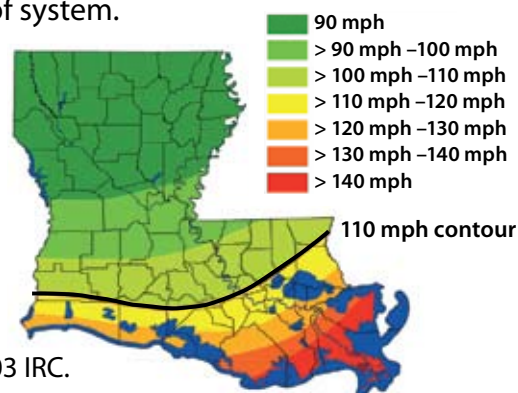 of system.
90 mph
> 90 mph –100 mph
> 100 mph –110 mph
> 110 mph –120 mph
> 120 mph –130 mph
> 130 mph –140 mph
> 140 mph
110 mph contour
03 IRC.